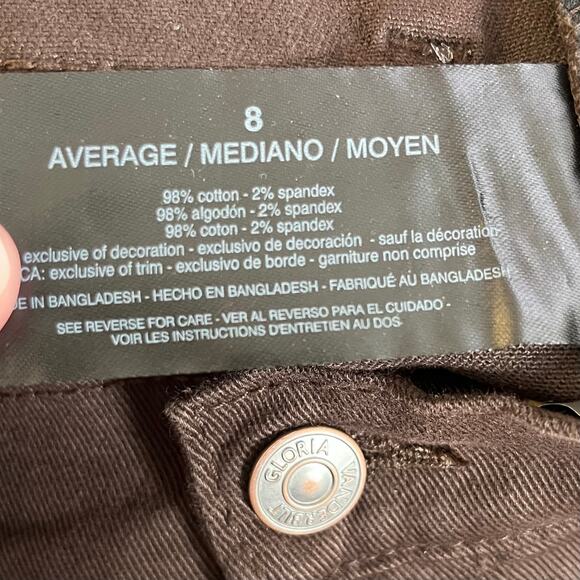 8
AVERAGE / MEDIANO / MOYEN
98% cotton - 2% spandex
98% algodón - 2% spandex
98% coton - 2% spandex
exclusive of decoration - exclusivo de decoración - sauf la décoration
CA: exclusive of trim - exclusivo de borde - garniture non comprise
IN BANGLADESH - HECHO EN BANGLADESH - FABRIQUÉ AU BANGLADESH
SEE REVERSE FOR CARE - VER AL REVERSO PARA EL CUIDADO -
VOIR LES INSTRUCTIONS D'ENTRETIEN AU DOS.
GLORIA VANDERBILT